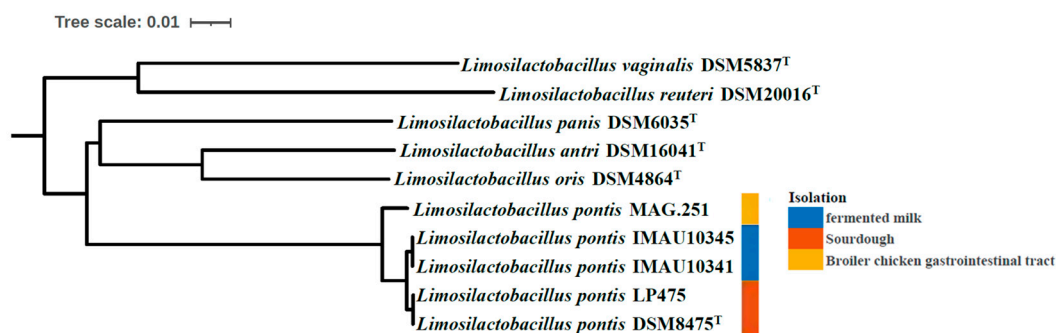 Tree scale: 0.01
Limosilactobacillus vaginalis DSM5837ᵀ
Limosilactobacillus reuteri DSM20016ᵀ
Limosilactobacillus panis DSM6035ᵀ
Limosilactobacillus antri DSM16041ᵀ
Limosilactobacillus oris DSM4864ᵀ
Limosilactobacillus pontis MAG.251
Limosilactobacillus pontis IMAU10345
Limosilactobacillus pontis IMAU10341
Limosilactobacillus pontis LP475
Limosilactobacillus pontis DSM8475ᵀ
Isolation
fermented milk
Sourdough
Broiler chicken gastrointestinal tract